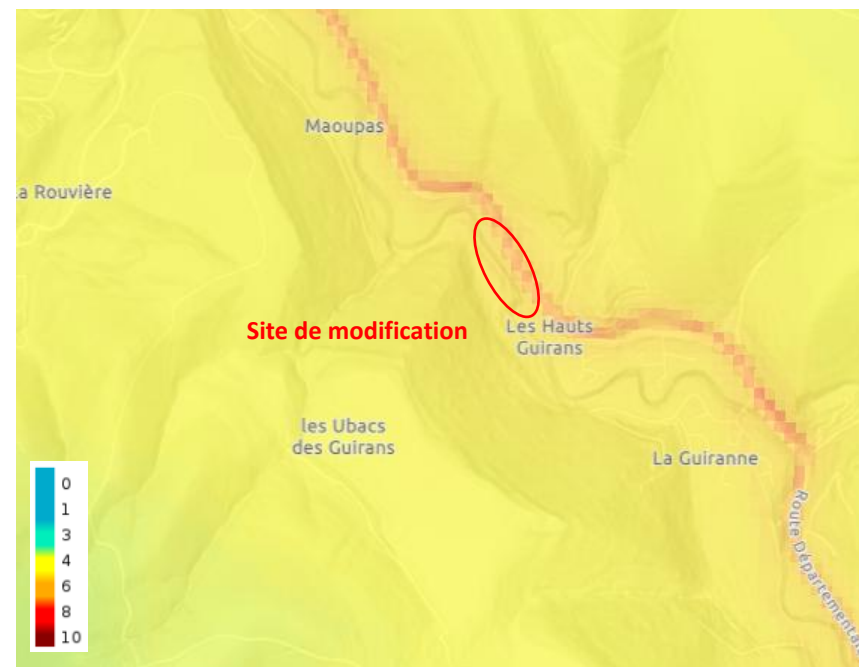 Maoupas
a Rouvière
Site de modification
Les Hauts
Guirans
les Ubacs
des Guirans
La Guiranne
Route Départementa
0
1
3
4
6
8
10